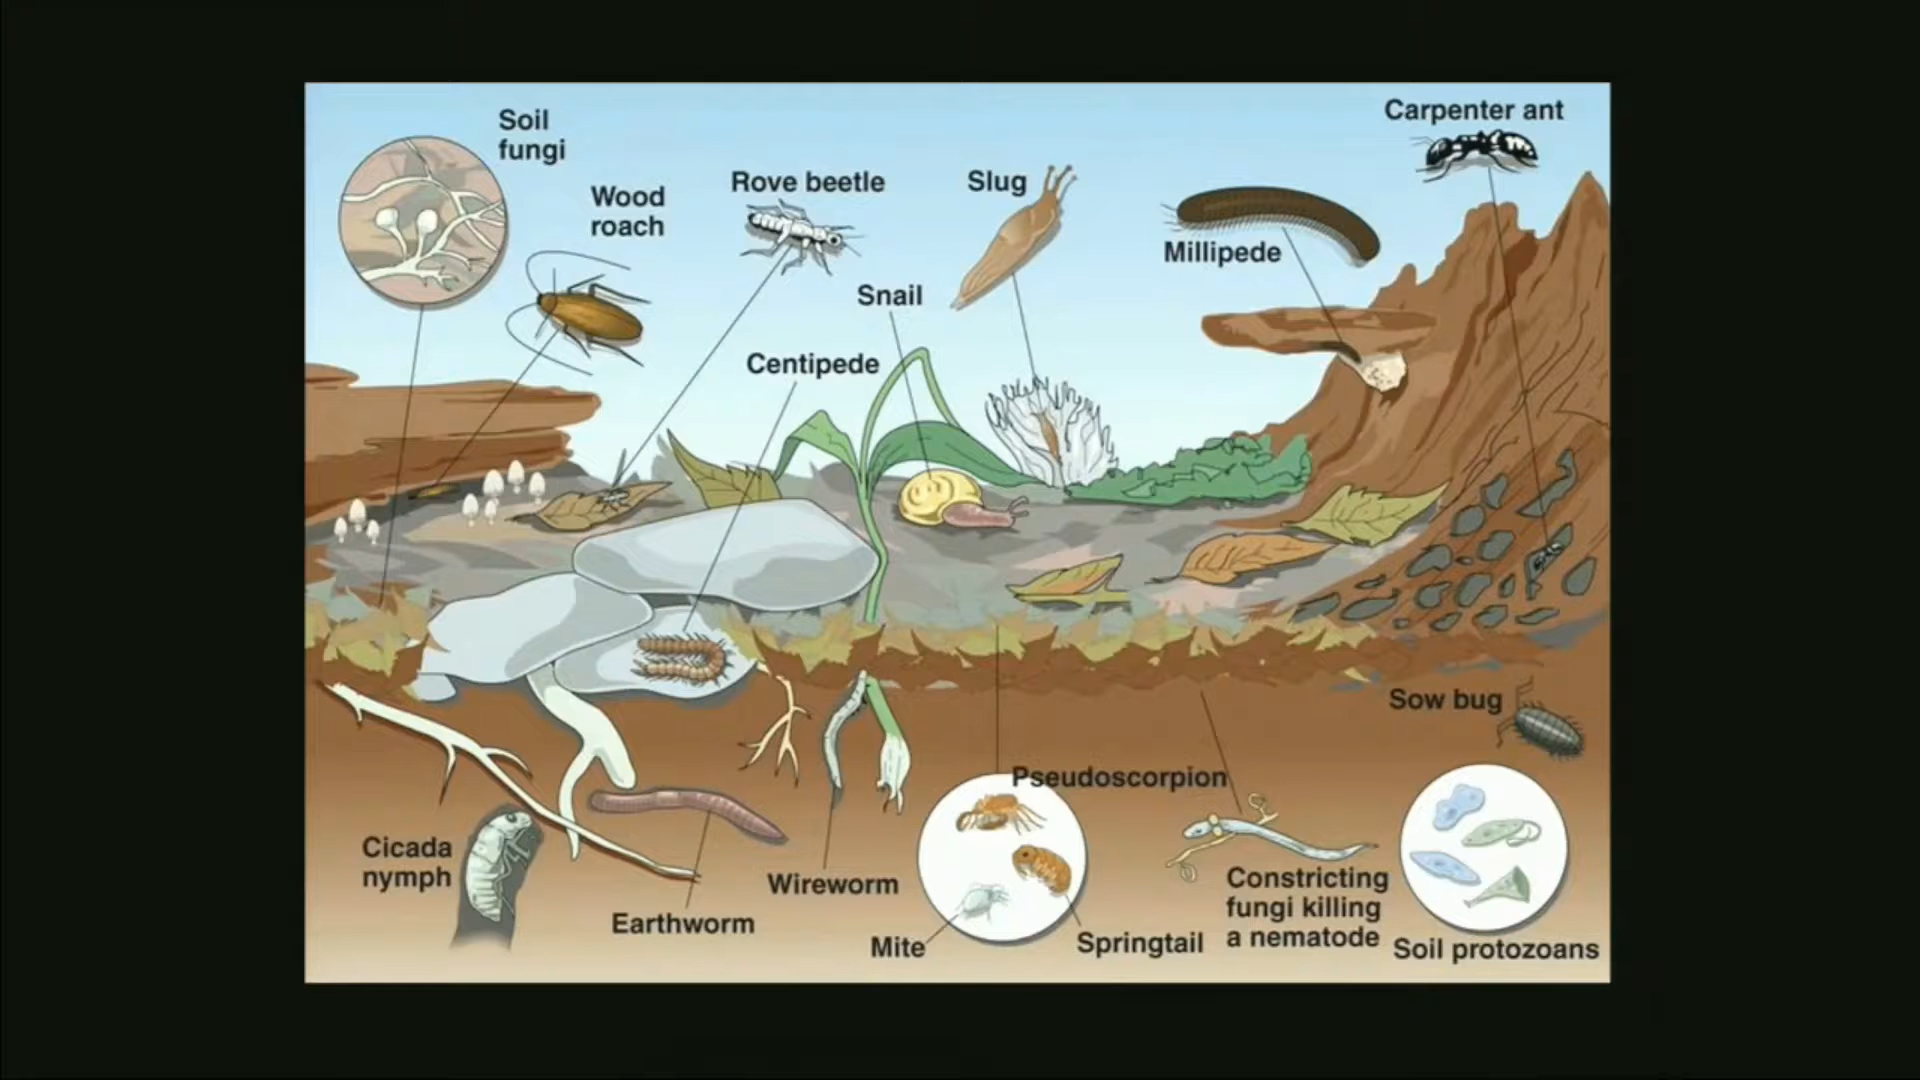 Soil
fungi
Carpenter ant
Wood
roach
Rove beetle
Slug
Millipede
Snail
Centipede
Sow bug
Pseudoscorpion
Cicada
nymph
Wireworm
Earthworm
Mite
Springtail
Constricting
fungi killing
a nematode
Soil protozoans